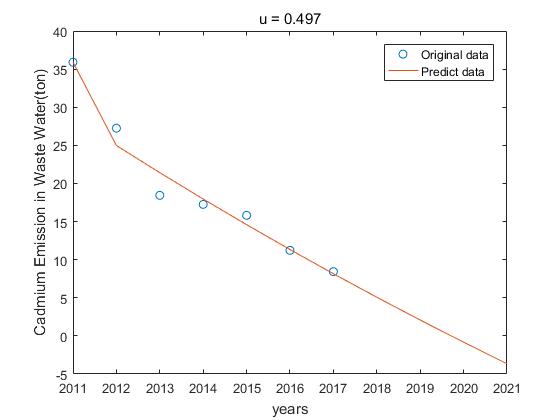 u = 0.497
Cadmium Emission in Waste Water(ton)
40
35
30
25
20
15
10
5
0
-5
Original data
Predict data
2011 2012 2013 2014 2015 2016 2017 2018 2019 2020 2021
years